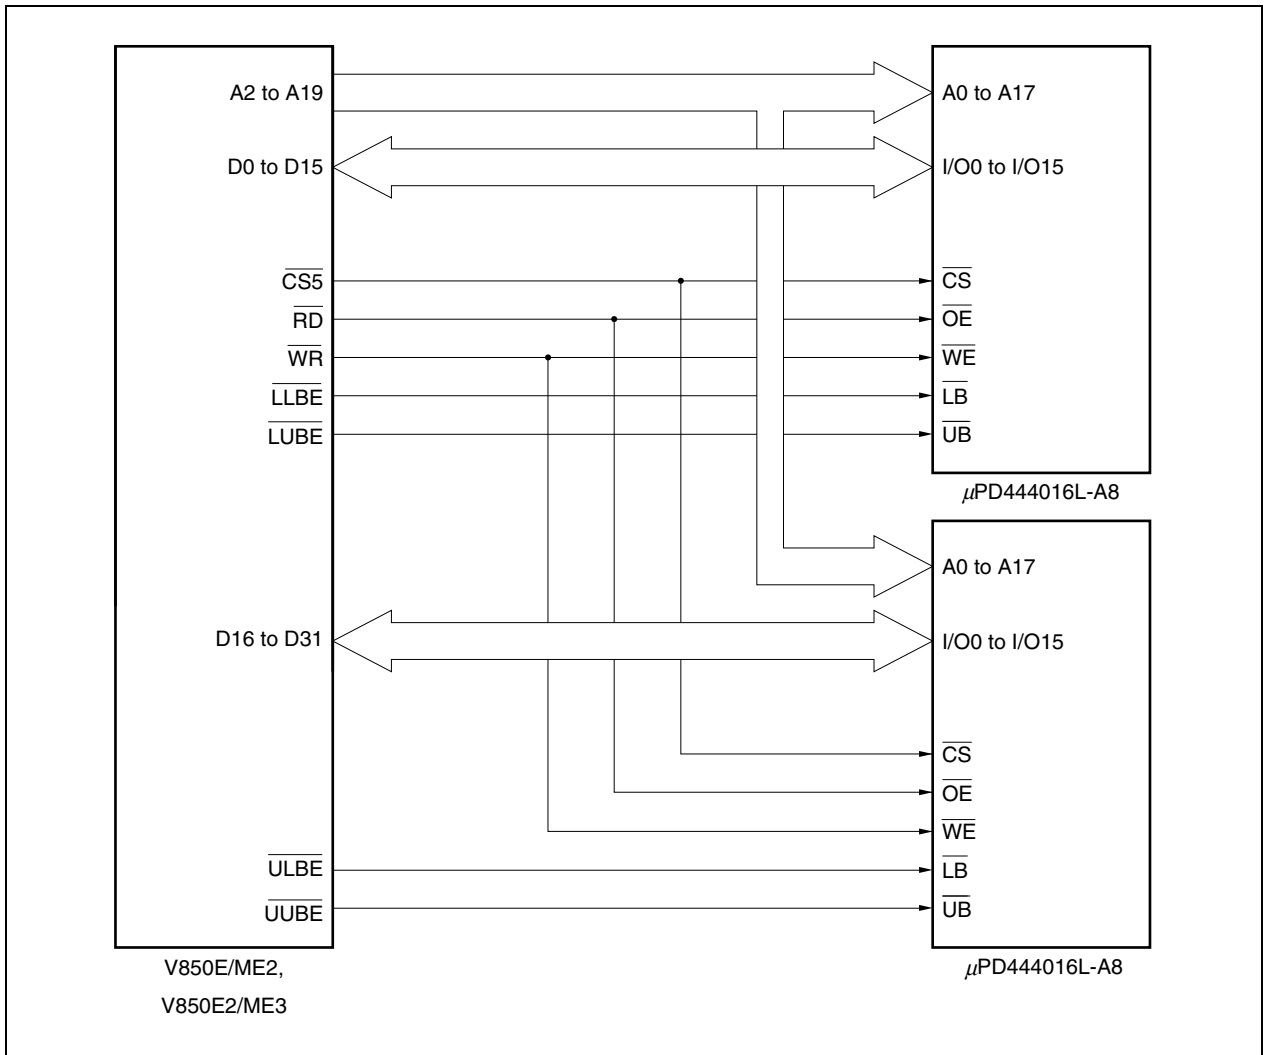 A2 to A19
D0 to D15
CS5
RD
WR
LLBE
LUBE
D16 to D31
ULBE
UUBE
V850E/ME2,
V850E2/ME3
A0 to A17
I/O0 to I/O15
CS
OE
WE
LB
UB
μPD444016L-A8
A0 to A17
I/O0 to I/O15
CS
OE
WE
LB
UB
μPD444016L-A8